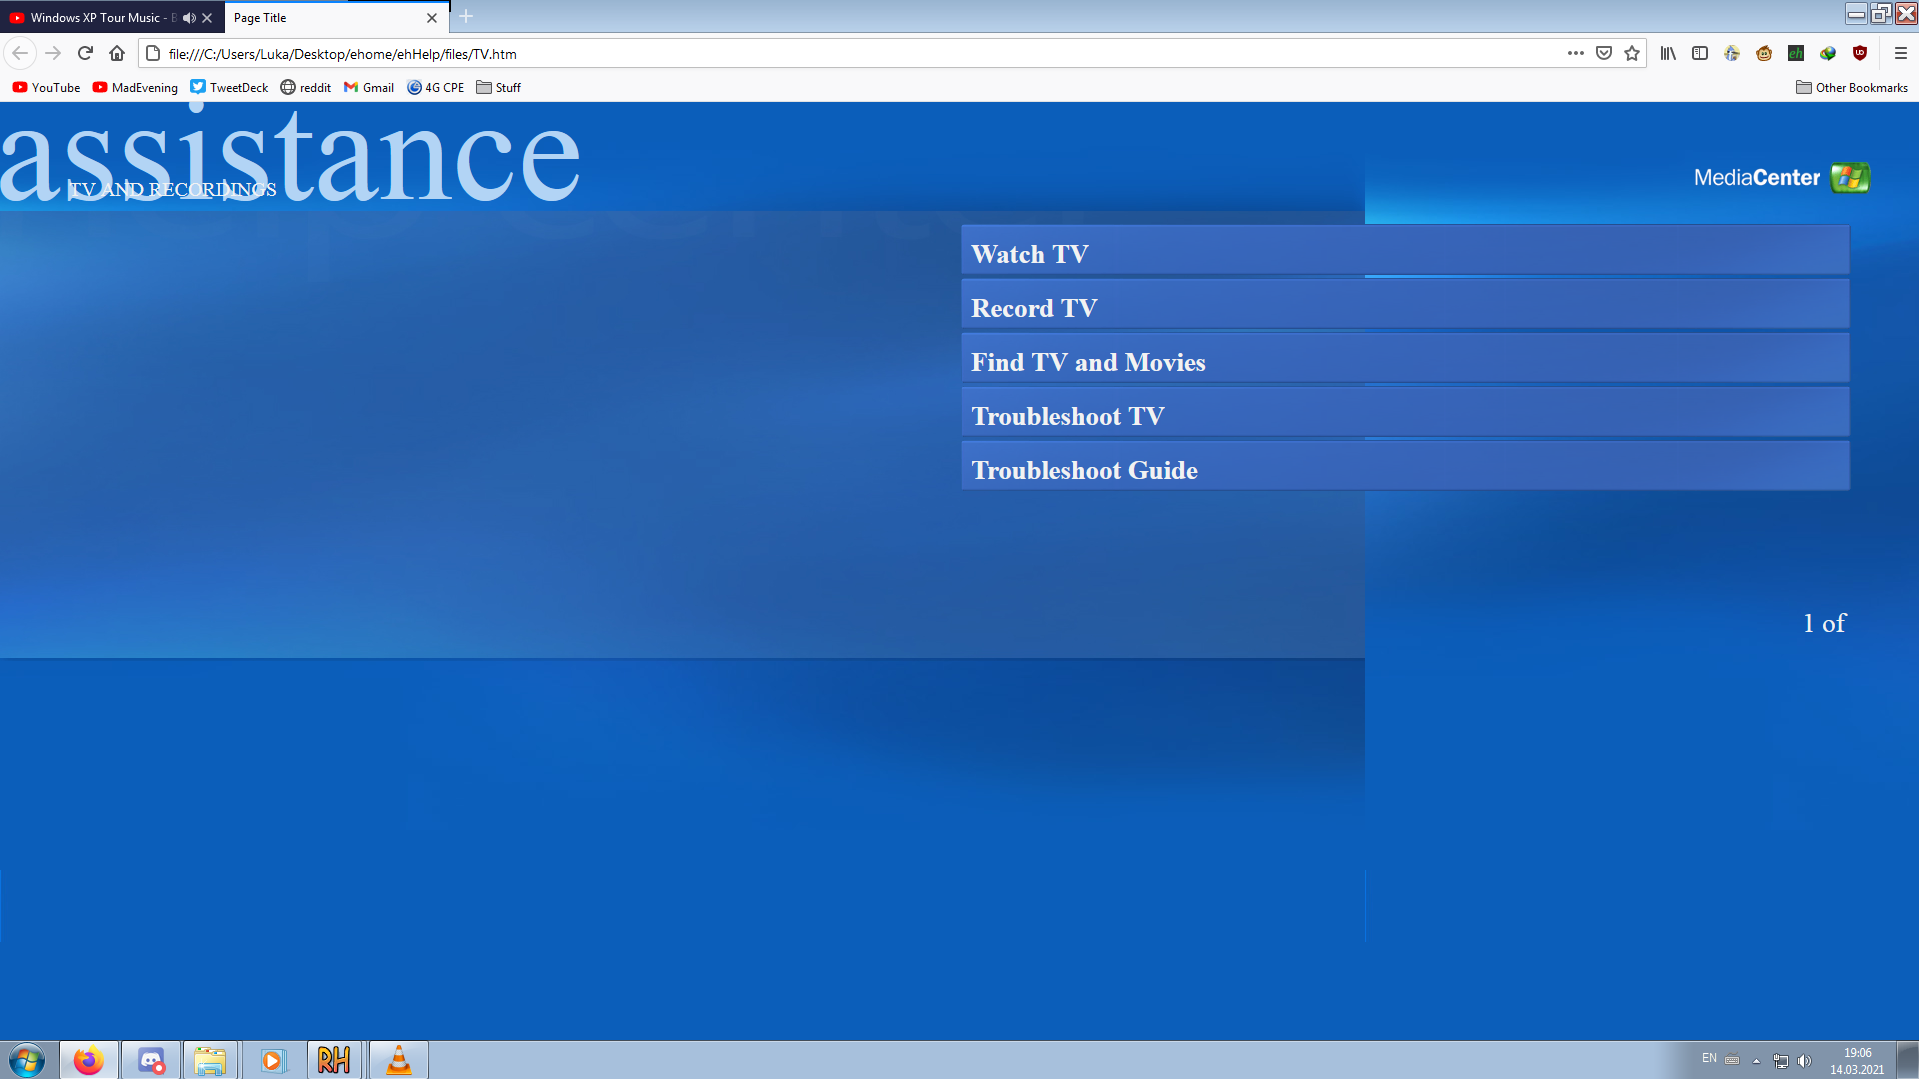 Windows XP Tour Music - B
Page Title
file:///C:/Users/Luka/Desktop/ehome/ehHelp/files/TV.htm
YouTube MadEvening TweetDeck reddit Gmail 4G CPE Stuff Other Bookmarks
assistance
TV AND RECORDINGS
MediaCenter
Watch TV
Record TV
Find TV and Movies
Troubleshoot TV
Troubleshoot Guide
1 of
RH
EN
19:06
14.03.2021